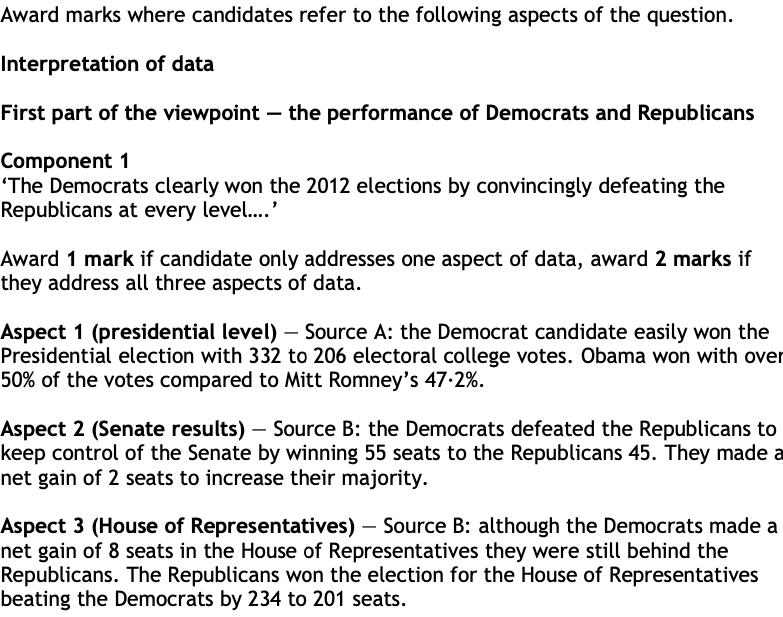 Award marks where candidates refer to the following aspects of the question.
Interpretation of data
First part of the viewpoint — the performance of Democrats and Republicans
Component 1
‘The Democrats clearly won the 2012 elections by convincingly defeating the
Republicans at every level….’
Award 1 mark if candidate only addresses one aspect of data, award 2 marks if
they address all three aspects of data.
Aspect 1 (presidential level) — Source A: the Democrat candidate easily won the
Presidential election with 332 to 206 electoral college votes. Obama won with over
50% of the votes compared to Mitt Romney’s 47·2%.
Aspect 2 (Senate results) — Source B: the Democrats defeated the Republicans to
keep control of the Senate by winning 55 seats to the Republicans 45. They made a
net gain of 2 seats to increase their majority.
Aspect 3 (House of Representatives) — Source B: although the Democrats made a
net gain of 8 seats in the House of Representatives they were still behind the
Republicans. The Republicans won the election for the House of Representatives
beating the Democrats by 234 to 201 seats.